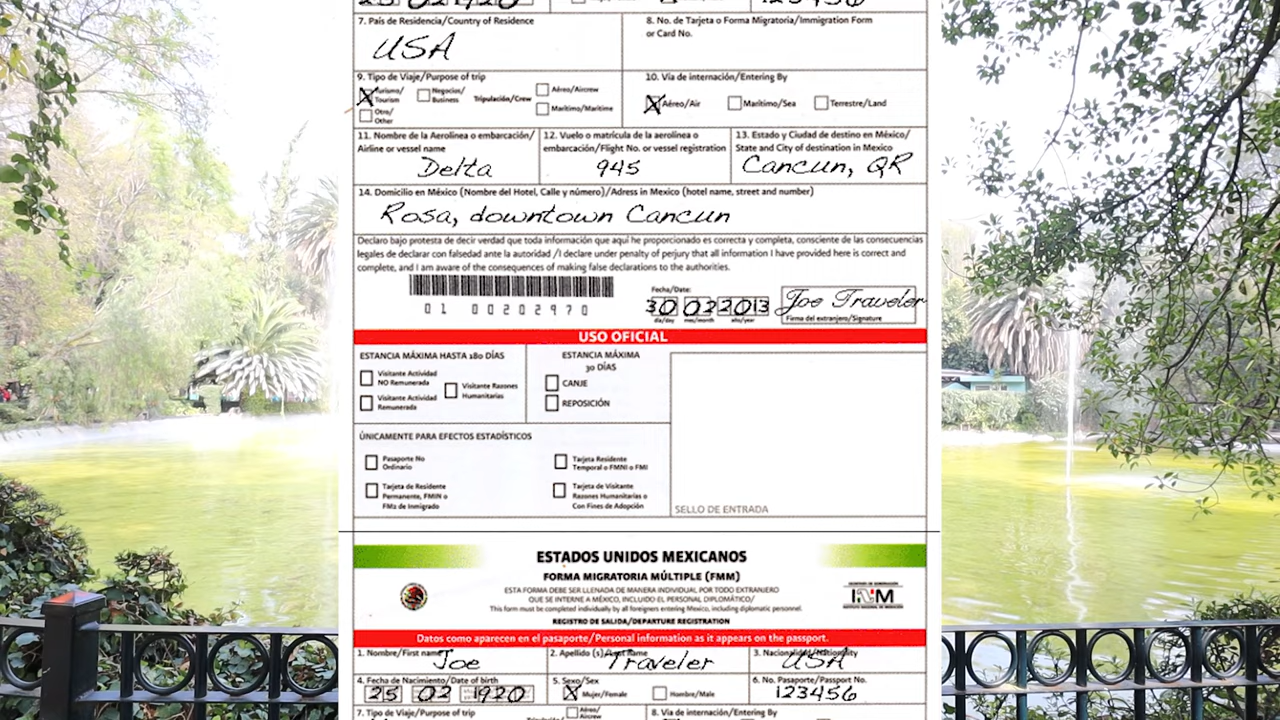 25 02 1920 123456
7. País de Residencia/Country of Residence
8. No. de Tarjeta o Forma Migratoria/Immigration Form
or Card No.
USA
9. Tipo de Viaje/Purpose of trip
10. Vía de internación/Entering By
Turismo/
Tourism
Negocios/
Business
Tripulación/Crew
Aéreo/Aircrew
Marítimo/Maritime
Otro/
Other
Aéreo/Air
Marítimo/Sea
Terrestre/Land
11. Nombre de la Aerolínea o embarcación/
Airline or vessel name
Delta
12. Vuelo o matrícula de la aerolínea o
embarcación/Flight No. or vessel registration
945
13. Estado y Ciudad de destino en México/
State and City of destination in Mexico
Cancun, QR
14. Domicilio en México (Nombre del Hotel, Calle y número)/Adress in Mexico (hotel name, street and number)
Rosa, downtown Cancun
Declaro bajo protesta de decir verdad que toda información que aquí he proporcionado es correcta y completa, consciente de las consecuencias
legales de declarar con falsedad ante la autoridad /I declare under penalty of perjury that all information I have provided here is correct and
complete, and I am aware of the consequences of making false declarations to the authorities.
01 00202970
Fecha/Date:
30 02 2013
día/day mes/month año/year
Joe Traveler
Firma del extranjero/Signature
USO OFICIAL
ESTANCIA MÁXIMA HASTA 180 DÍAS
Visitante Actividad
NO Remunerada
Visitante Razones
Humanitarias
Visitante Actividad
Remunerada
ESTANCIA MÁXIMA
30 DÍAS
CANJE
REPOSICIÓN
ÚNICAMENTE PARA EFECTOS ESTADÍSTICOS
Pasaporte No
Ordinario
Tarjeta Residente
Temporal o FMNI o FMI
Tarjeta de Residente
Permanente, FMIN o
FM2 de Inmigrado
Tarjeta de Visitante
Razones Humanitarias o
Con Fines de Adopción
SELLO DE ENTRADA
ESTADOS UNIDOS MEXICANOS
FORMA MIGRATORIA MÚLTIPLE (FMM)
ESTA FORMA DEBE SER LLENADA DE MANERA INDIVIDUAL POR TODO EXTRANJERO
QUE SE INTERNE A MÉXICO, INCLUIDO EL PERSONAL DIPLOMÁTICO/
This form must be completed individually by all foreigners entering Mexico, including diplomatic personnel.
REGISTRO DE SALIDA/DEPARTURE REGISTRATION
SECRETARÍA DE GOBERNACIÓN
INM
INSTITUTO NACIONAL DE MIGRACIÓN
Datos como aparecen en el pasaporte/Personal information as it appears on the passport.
1. Nombre/First name
Joe
2. Apellido (s)/Last name
Traveler
3. Nacionalidad/Nationality
USA
4. Fecha de Nacimiento/Date of birth
25 02 1920
5. Sexo/Sex
Mujer/Female
Hombre/Male
6. No. Pasaporte/Passport No.
123456
7. Tipo de Viaje/Purpose of trip
Aéreo/
Aircrew
8. Vía de internación/Entering By